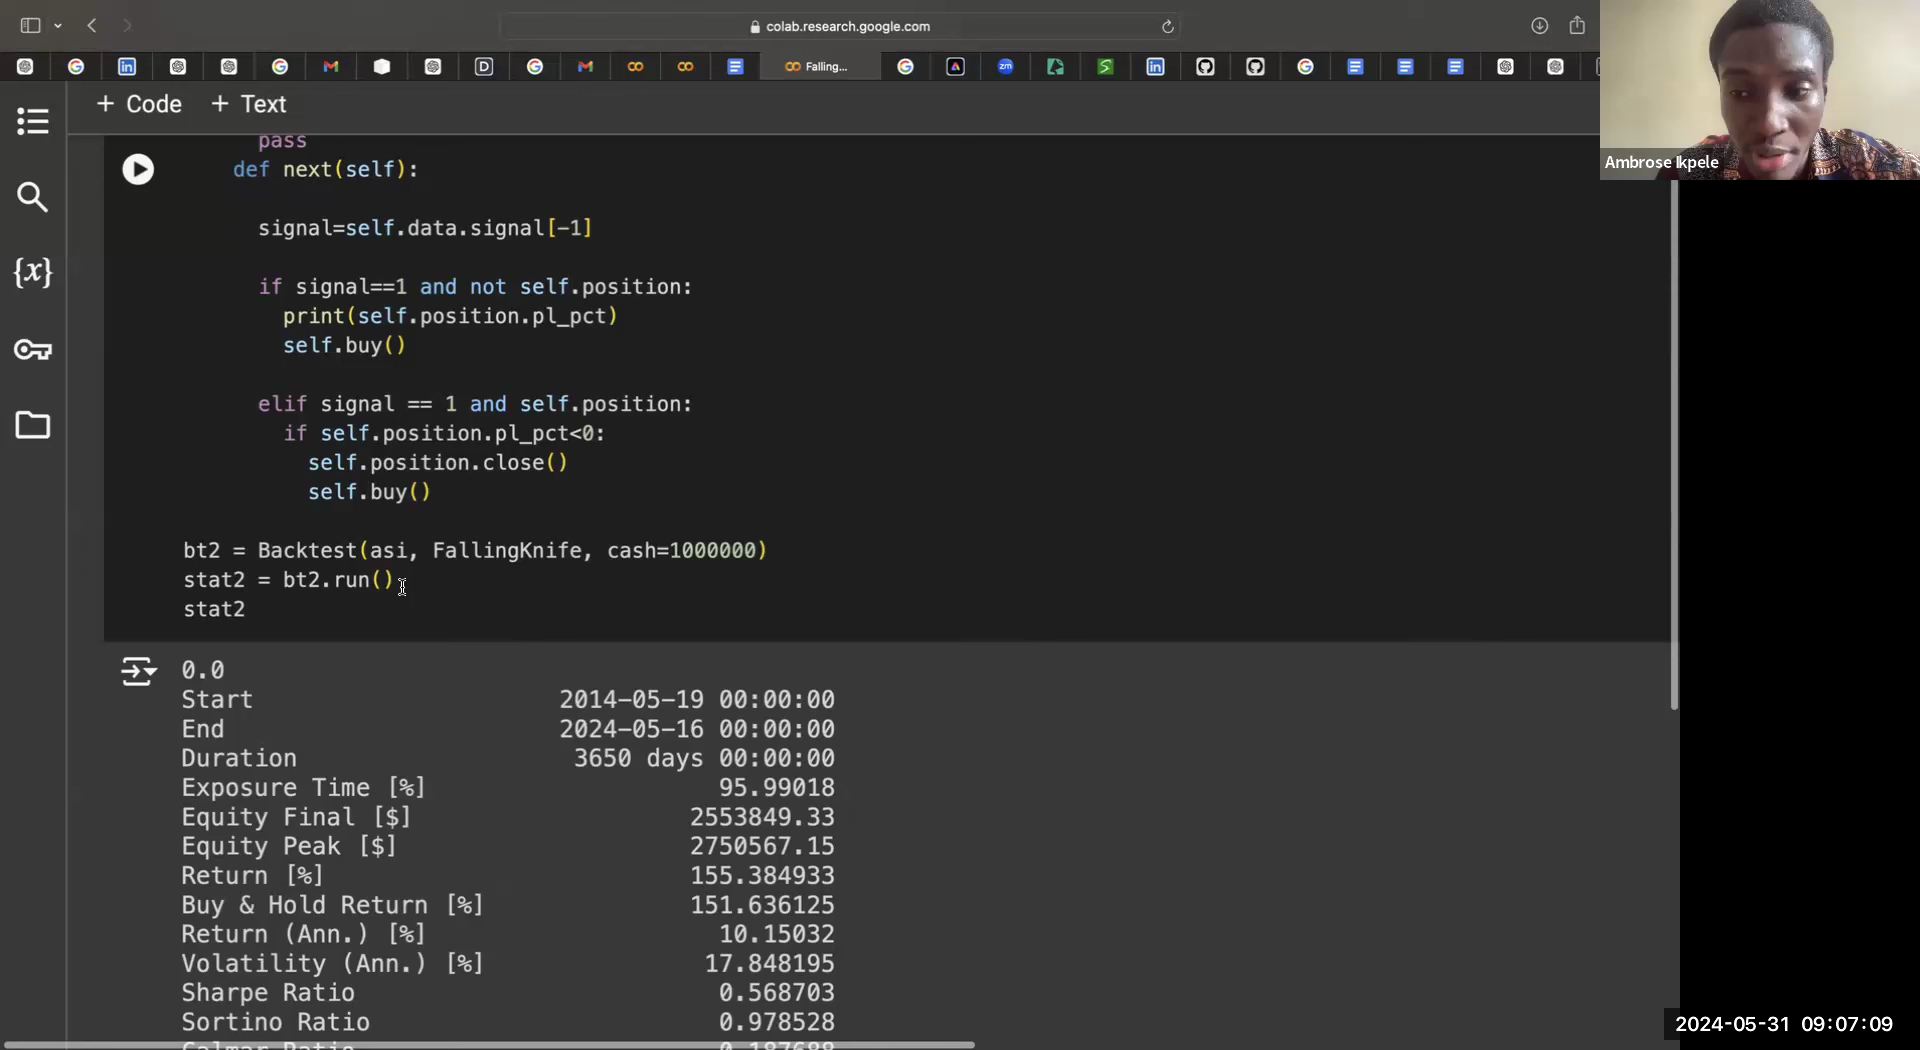 colab.research.google.com
Falling...
+ Code + Text
pass
def next(self):
signal=self.data.signal[-1]
if signal==1 and not self.position:
print(self.position.pl_pct)
self.buy()
elif signal == 1 and self.position:
if self.position.pl_pct<0:
self.position.close()
self.buy()
bt2 = Backtest(asi, FallingKnife, cash=1000000)
stat2 = bt2.run()
stat2
0.0
Start 2014-05-19 00:00:00
End 2024-05-16 00:00:00
Duration 3650 days 00:00:00
Exposure Time [%] 95.99018
Equity Final [$] 2553849.33
Equity Peak [$] 2750567.15
Return [%] 155.384933
Buy & Hold Return [%] 151.636125
Return (Ann.) [%] 10.15032
Volatility (Ann.) [%] 17.848195
Sharpe Ratio 0.568703
Sortino Ratio 0.978528
Calmar Ratio 0.187688
Ambrose Ikpele
2024-05-31 09:07:09